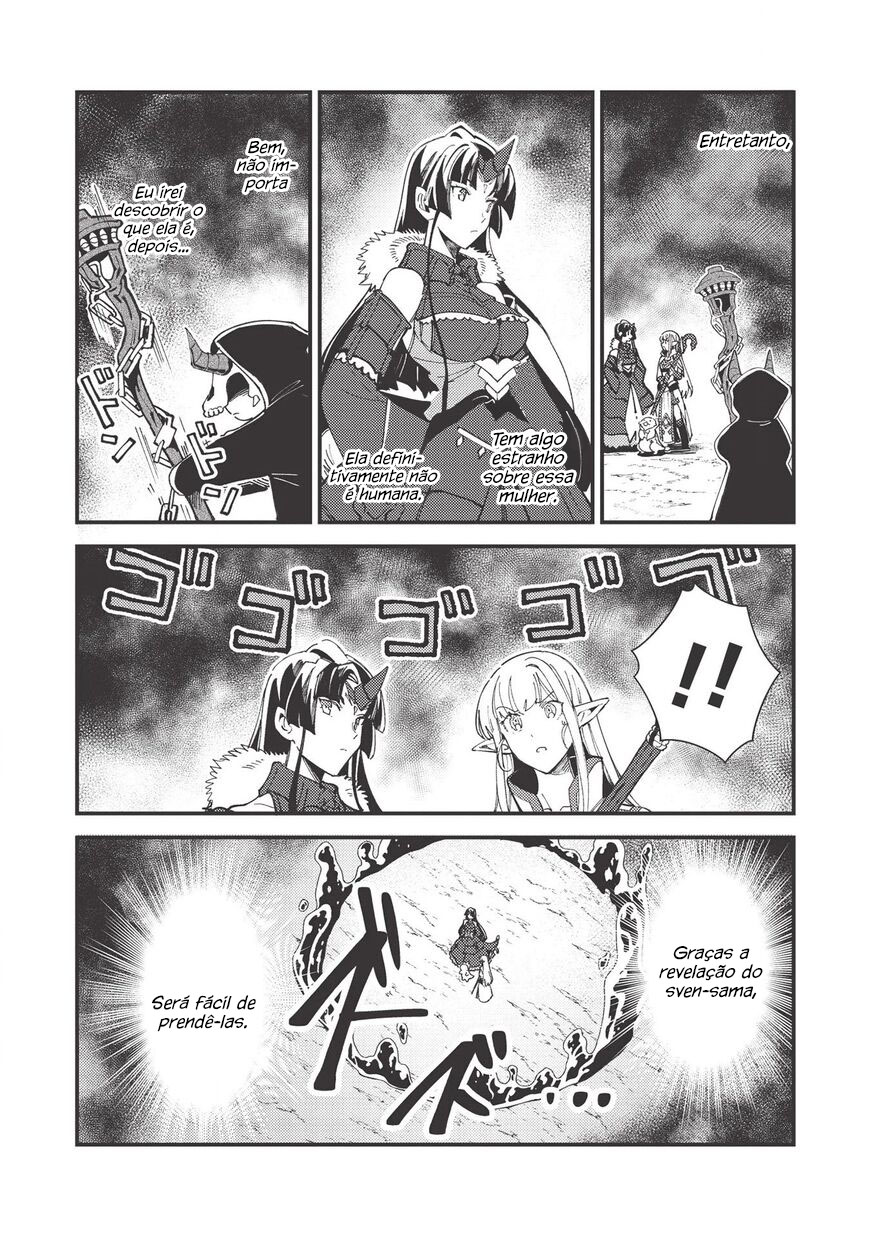 Entretanto,
Tem algo
estranho
sobre essa
mulher.
Ela defini-
tivamente não
é humana.
Bem,
não im-
porta
Eu irei
descobrir o
que ela é,
depois...
ドン
ドン
ゴゴゴゴゴ
!!
Graças a
revelação do
sven-sama,
ズズ...
Será fácil de
prendê-las.